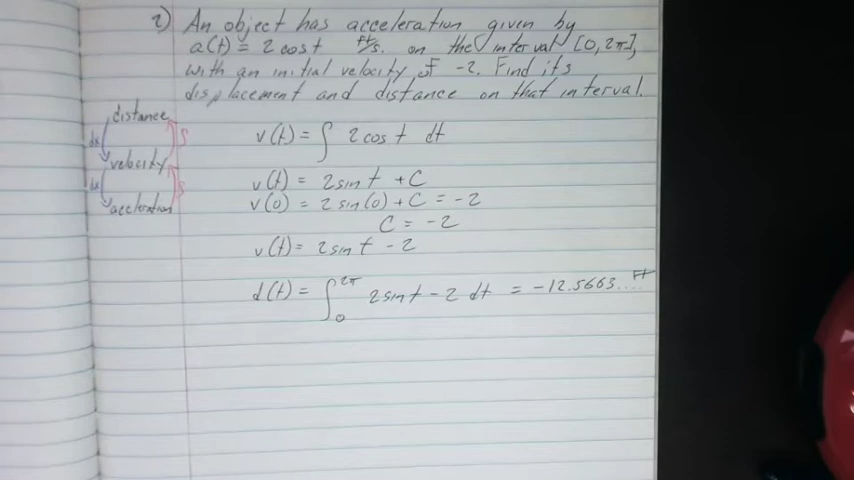 2) An object has acceleration given by
a(t) = 2 cos t ft/s. on the interval [0, 2π],
with an initial velocity of -2. Find its
displacement and distance on that interval.
distance
dx
∫
velocity
dx
∫
acceleration
v(t) = ∫ 2 cos t dt
v(t) = 2 sin t + C
v(0) = 2 sin(0) + C = -2
C = -2
v(t) = 2 sin t - 2
d(t) = ∫₀^2π 2 sin t - 2 dt = -12.5663... ft